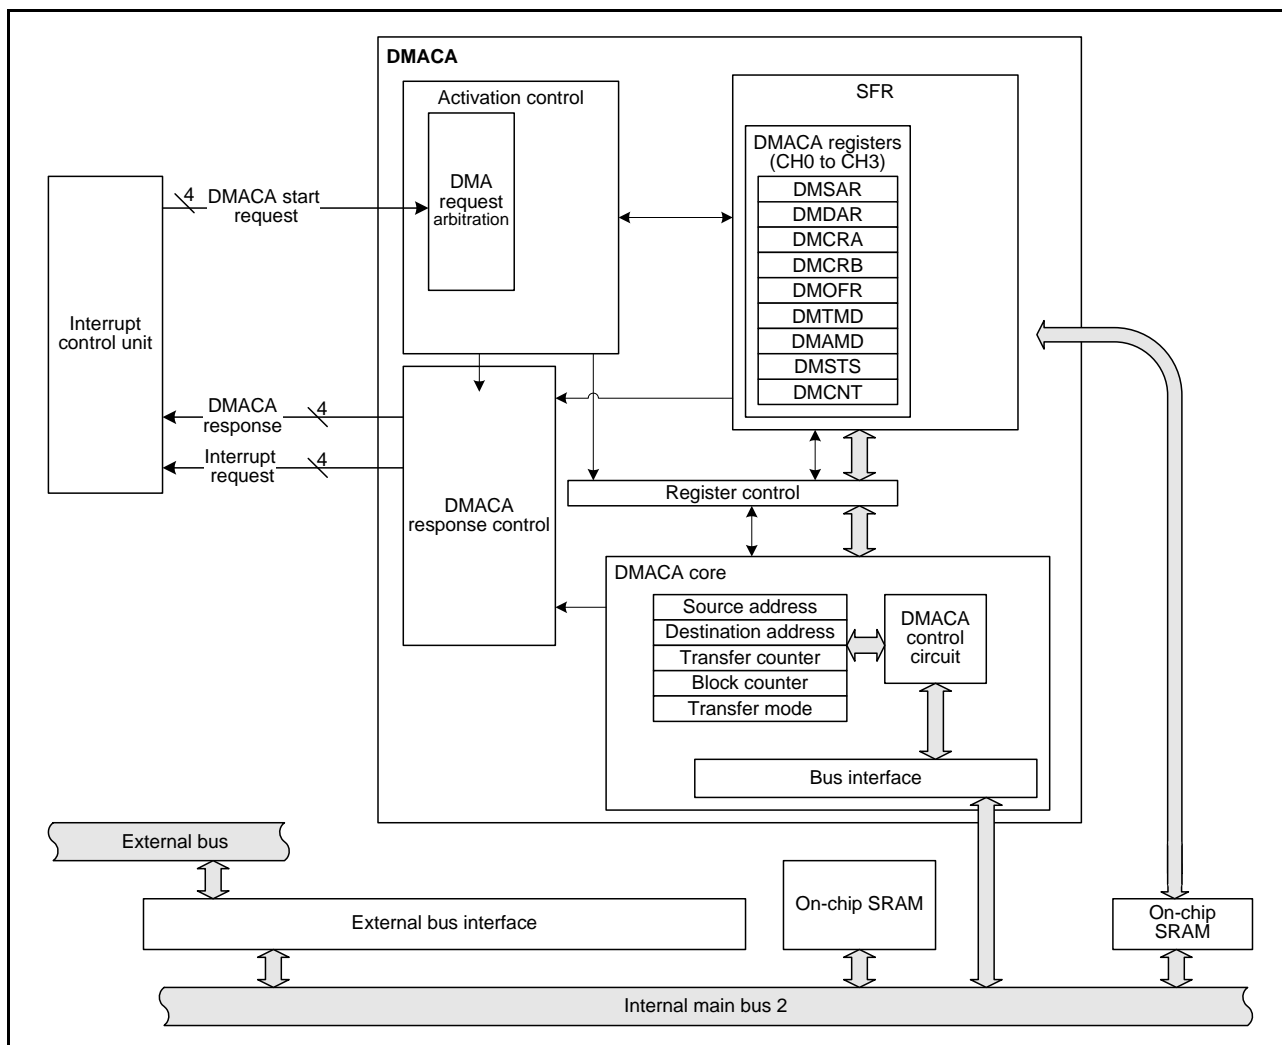 DMACA
Activation control
DMA
request
arbitration
SFR
DMACA registers
(CH0 to CH3)
DMSAR
DMDAR
DMCRA
DMCRB
DMOFR
DMTMD
DMAMD
DMSTS
DMCNT
4
DMACA start
request
Interrupt
control unit
DMACA
response
4
Interrupt
request
4
DMACA
response control
Register control
DMACA core
Source address
Destination address
Transfer counter
Block counter
Transfer mode
DMACA
control
circuit
Bus interface
External bus
External bus interface
On-chip SRAM
On-chip
SRAM
Internal main bus 2